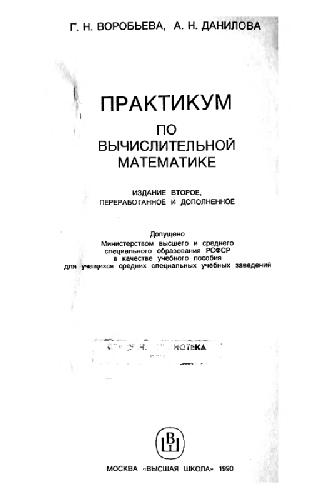 Г. Н. ВОРОБЬЕВА, А. Н. ДАНИЛОВА
ПРАКТИКУМ
ПО
ВЫЧИСЛИТЕЛЬНОЙ
МАТЕМАТИКЕ
ИЗДАНИЕ ВТОРОЕ,
ПЕРЕРАБОТАННОЕ И ДОПОЛНЕННОЕ
Допущено
Министерством высшего и среднего
специального образования РСФСР
в качестве учебного пособия
для учащихся средних специальных учебных заведений
МОСКВА «ВЫСШАЯ ШКОЛА» 1990